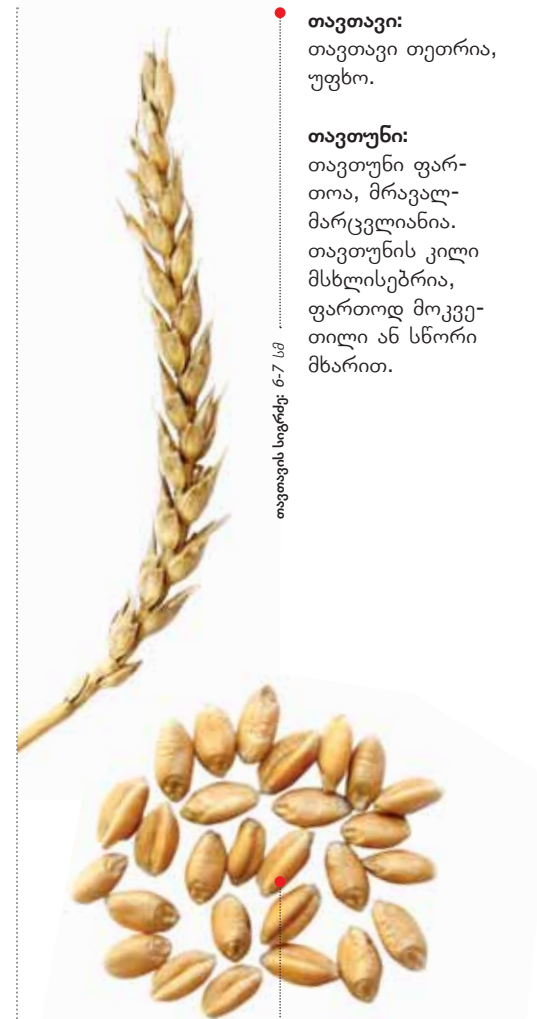 თავთავი:
თავთავი თეთრია,
უფხო.
თავთუნი:
თავთუნი ფარ-
თოა, მრავალ-
მარცვლიანია.
თავთუნის კილი
მსხლისებრია,
ფართოდ მოკვე-
თილი ან სწორი
მხარით.
თავთავის სიგრძე: 6-7 სმ